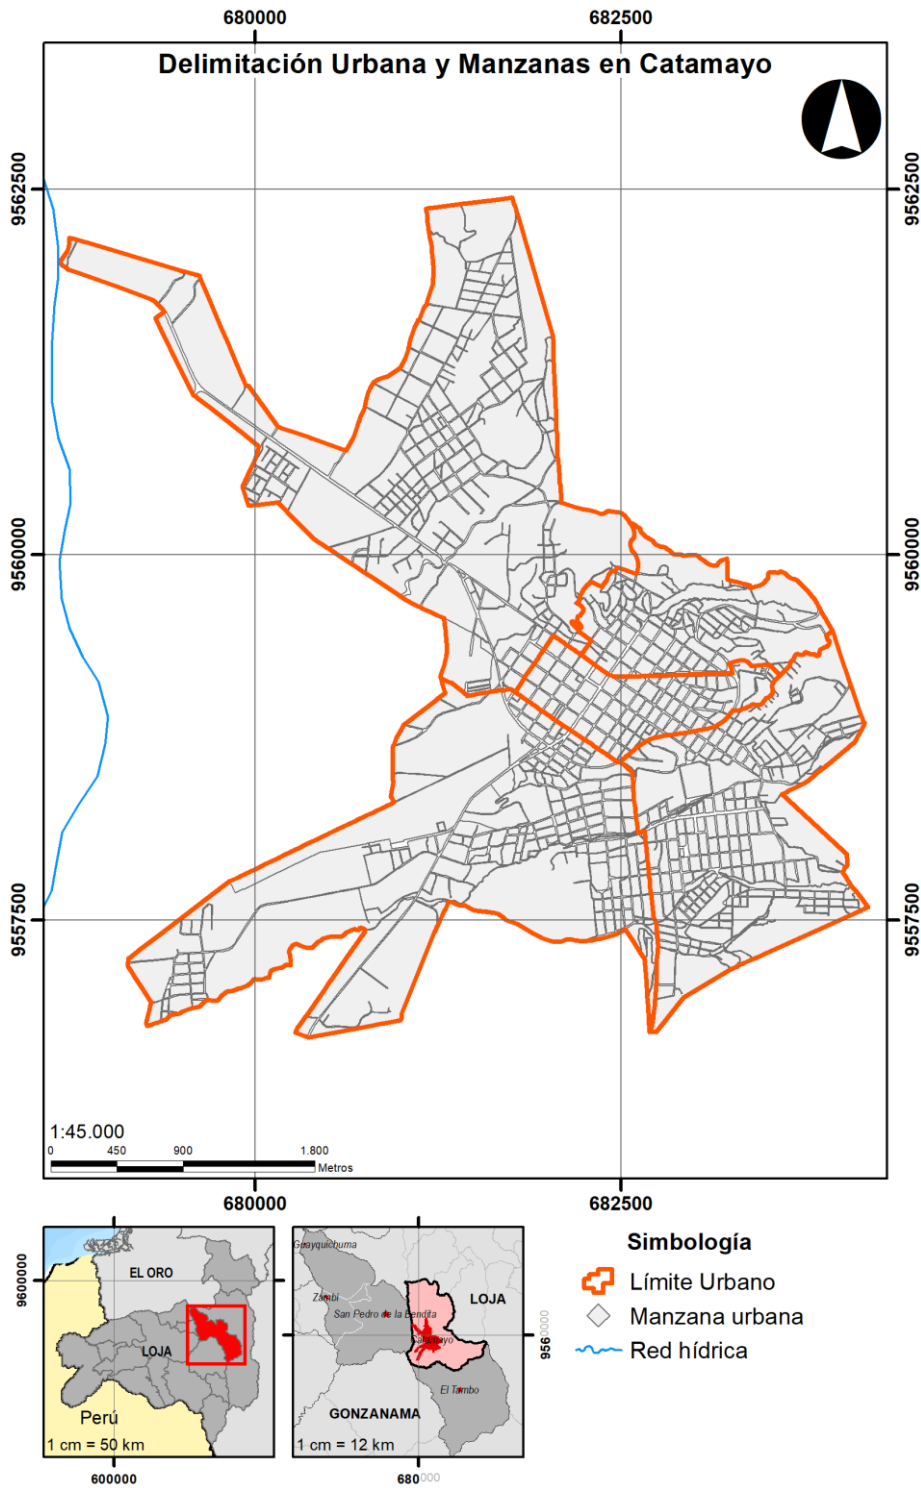 680000 682500
Delimitación Urbana y Manzanas en Catamayo
9562500 9562500
9560000 9560000
9557500 9557500
1:45.000
0 450 900 1.800
Metros
680000 682500
9600000
EL ORO
LOJA
Perú
1 cm = 50 km
600000
Guayquichuma
Zambi
San Pedro de la Bendita
LOJA
Catamayo
El Tambo
GONZANAMA
1 cm = 12 km
9560000
680000
Simbología
Límite Urbano
Manzana urbana
Red hídrica